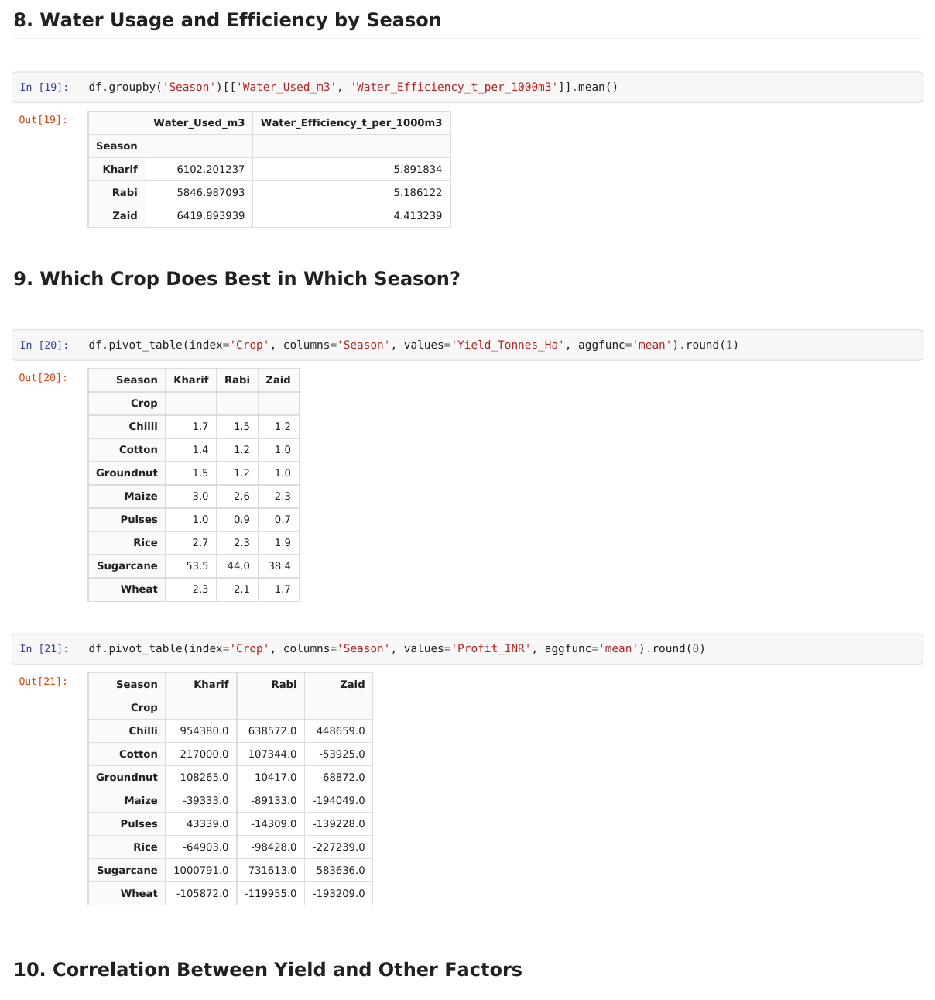 8. Water Usage and Efficiency by Season
In [19]: df.groupby('Season')[['Water_Used_m3', 'Water_Efficiency_t_per_1000m3']].mean()
Out[19]:
Water_Used_m3 Water_Efficiency_t_per_1000m3
Season
Kharif 6102.201237 5.891834
Rabi 5846.987093 5.186122
Zaid 6419.893939 4.413239
9. Which Crop Does Best in Which Season?
In [20]: df.pivot_table(index='Crop', columns='Season', values='Yield_Tonnes_Ha', aggfunc='mean').round(1)
Out[20]:
Season Kharif Rabi Zaid
Crop
Chilli 1.7 1.5 1.2
Cotton 1.4 1.2 1.0
Groundnut 1.5 1.2 1.0
Maize 3.0 2.6 2.3
Pulses 1.0 0.9 0.7
Rice 2.7 2.3 1.9
Sugarcane 53.5 44.0 38.4
Wheat 2.3 2.1 1.7
In [21]: df.pivot_table(index='Crop', columns='Season', values='Profit_INR', aggfunc='mean').round(0)
Out[21]:
Season Kharif Rabi Zaid
Crop
Chilli 954380.0 638572.0 448659.0
Cotton 217000.0 107344.0 -53925.0
Groundnut 108265.0 10417.0 -68872.0
Maize -39333.0 -89133.0 -194049.0
Pulses 43339.0 -14309.0 -139228.0
Rice -64903.0 -98428.0 -227239.0
Sugarcane 1000791.0 731613.0 583636.0
Wheat -105872.0 -119955.0 -193209.0
10. Correlation Between Yield and Other Factors